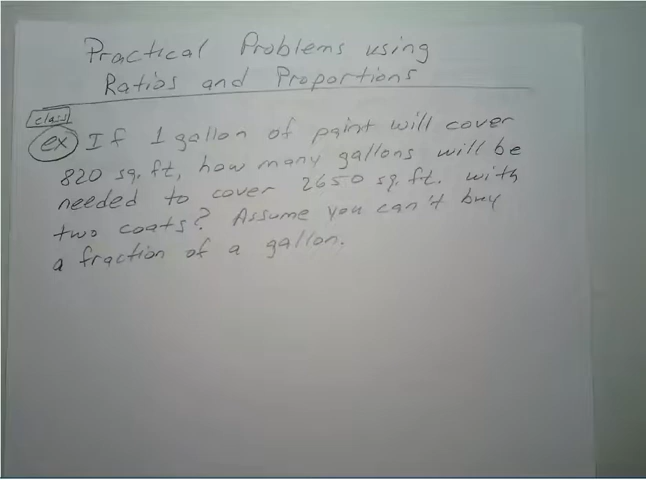 Practical Problems using
Ratios and Proportions
class
ex If 1 gallon of paint will cover
820 sq. ft, how many gallons will be
needed to cover 2650 sq. ft. with
two coats? Assume you can't buy
a fraction of a gallon.